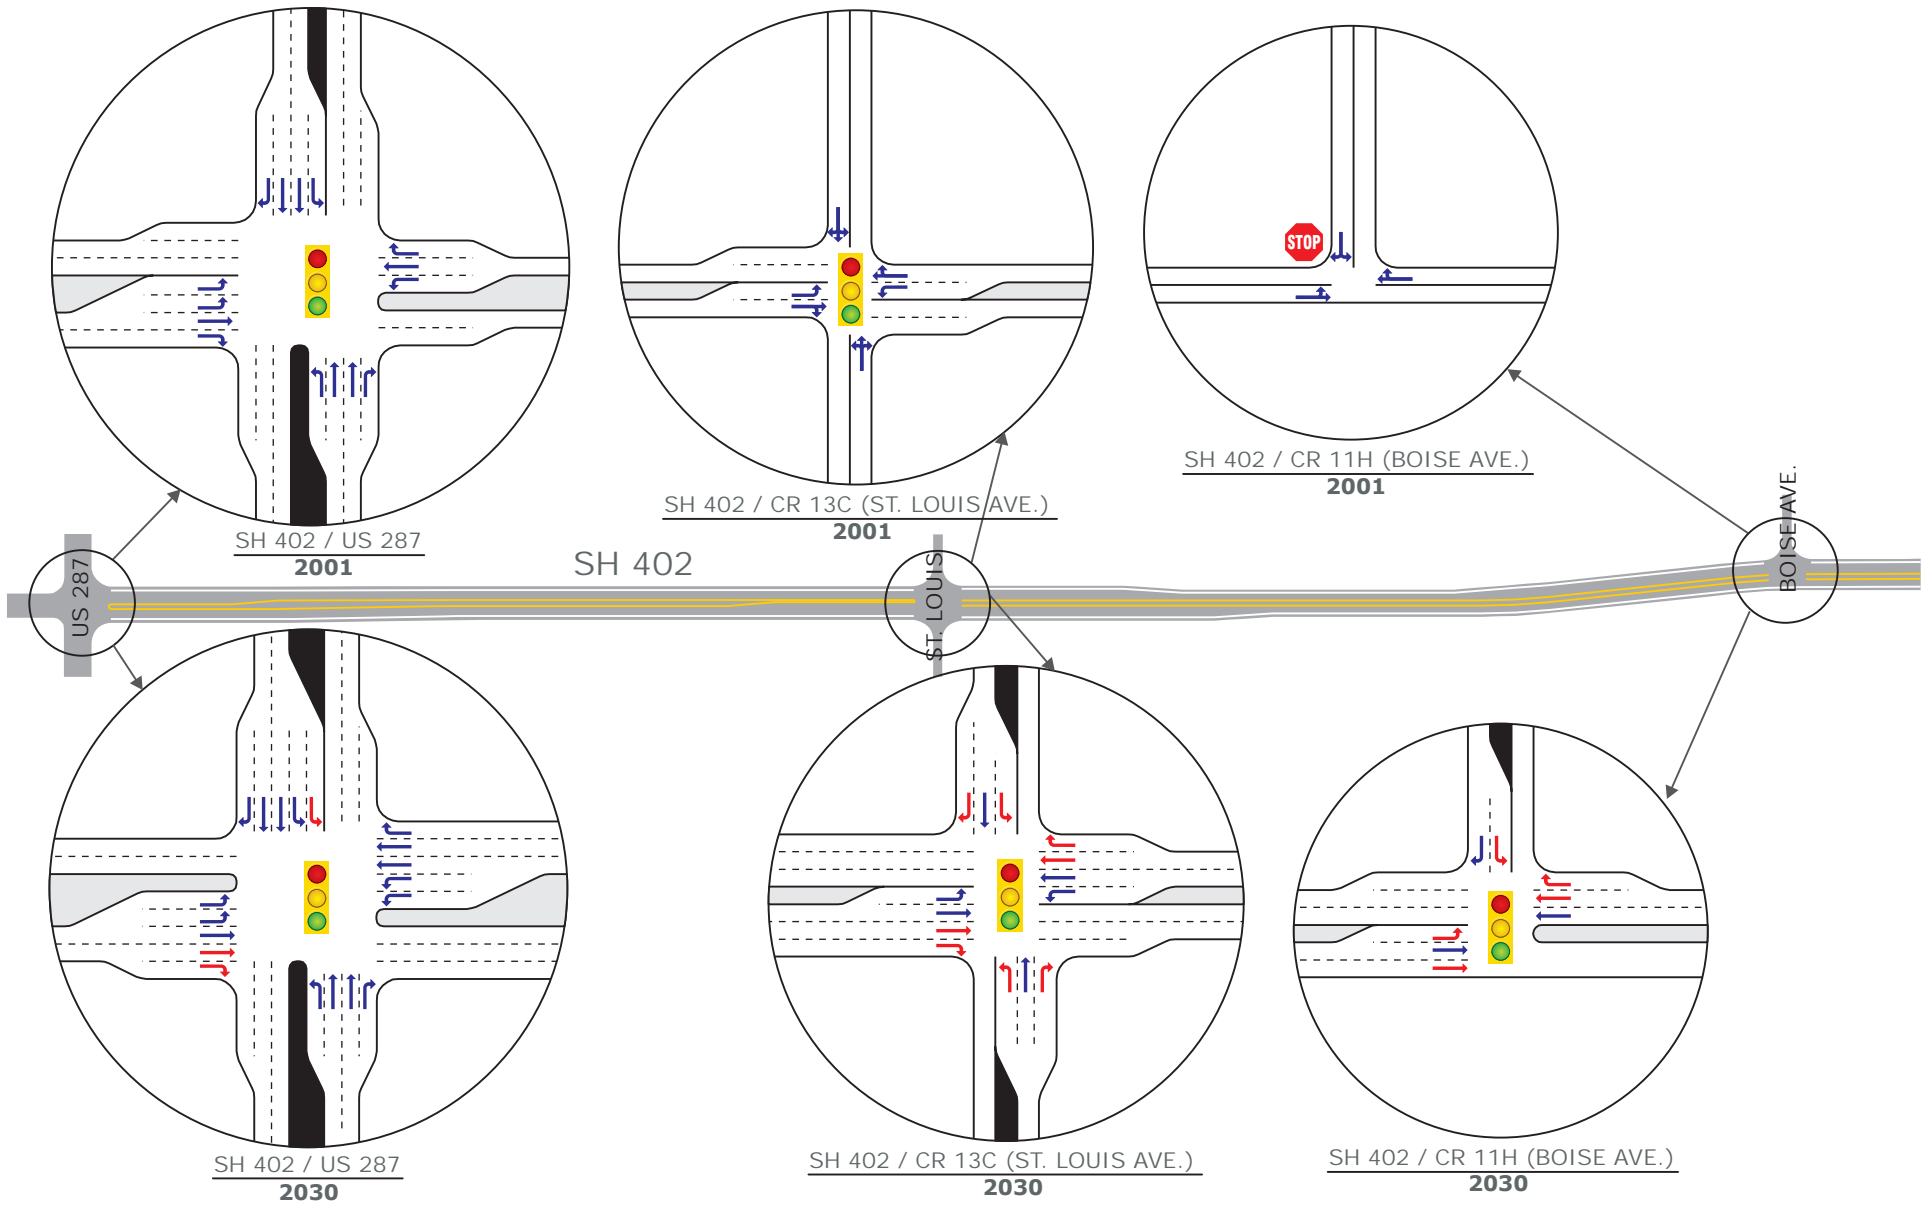 SH 402 / US 287
2001
SH 402 / CR 13C (ST. LOUIS AVE.)
2001
STOP
SH 402 / CR 11H (BOISE AVE.)
2001
US 287
SH 402
ST. LOUIS
BOISE AVE.
SH 402 / US 287
2030
SH 402 / CR 13C (ST. LOUIS AVE.)
2030
SH 402 / CR 11H (BOISE AVE.)
2030